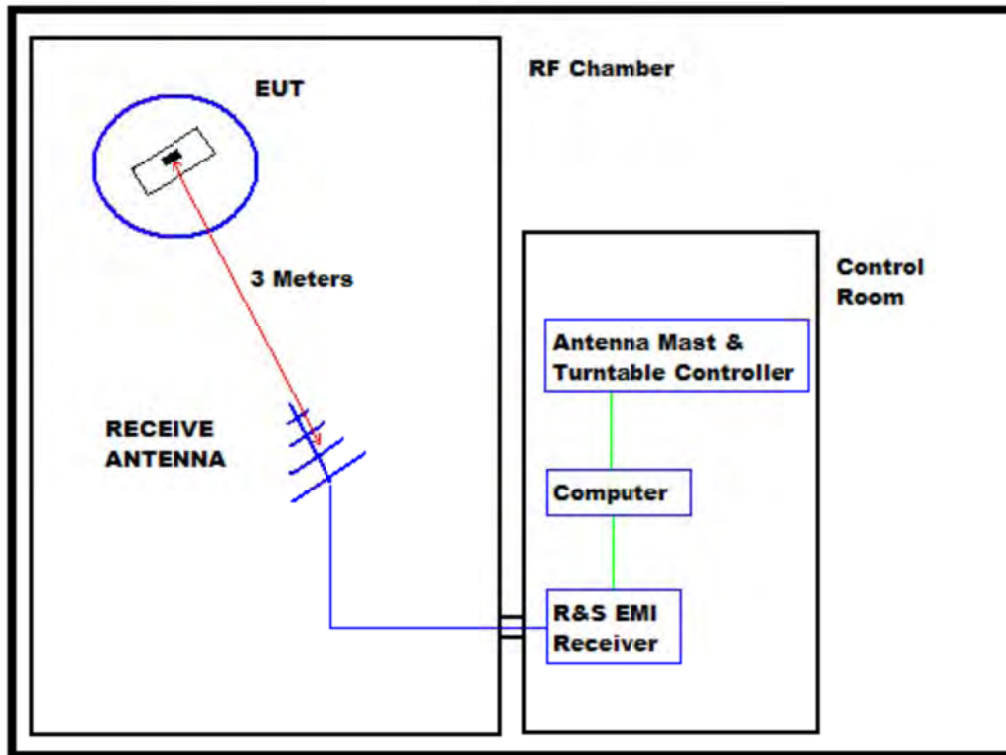 EUT
RF Chamber
3 Meters
RECEIVE
ANTENNA
Control
Room
Antenna Mast &
Turntable Controller
Computer
R&S EMI
Receiver